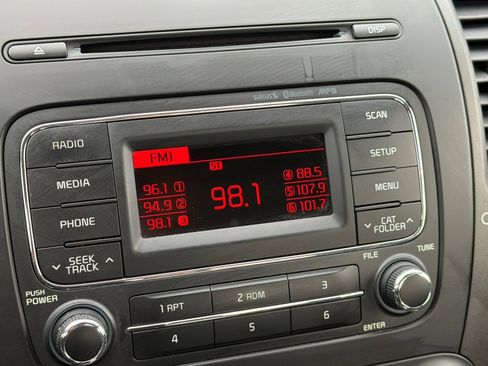 DISP
SIRIUS Bluetooth MP3
RADIO
MEDIA
PHONE
SEEK
TRACK
FM1
ST
96.1 1
94.9 2
98.1 3
98.1
4 88.5
5 107.9
6 101.7
SCAN
SETUP
MENU
CAT
FOLDER
PUSH
POWER
1 RPT
2 RDM
3
4
5
6
FILE
TUNE
ENTER